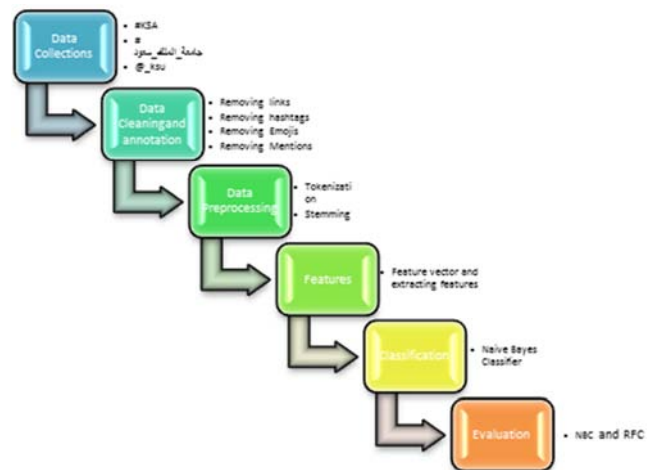 Data
Collections
• #KSA
• #
جامعة_الملك_سعود
• @_ksu
Data
Cleaningand
annotation
• Removing links
• Removing hashtags
• Removing Emojis
• Removing Mentions
Data
Preprocessing
• Tokenizati
on
• Stemming
Features
• Feature vector and
extracting features
Classification
• Naive Bayes
Classifier
Evaluation
• NBC and RFC